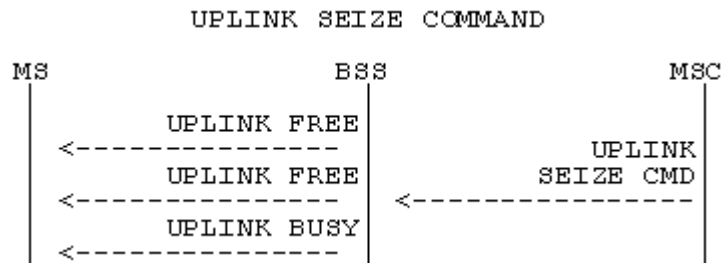 UPLINK SEIZE COMMAND
MS BSS MSC
UPLINK FREE
UPLINK
UPLINK FREE SEIZE CMD
UPLINK BUSY